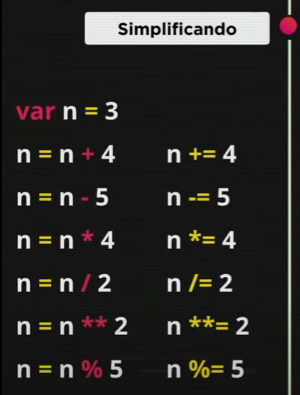 Simplificando
var n = 3
n = n + 4 n += 4
n = n - 5 n -= 5
n = n * 4 n *= 4
n = n / 2 n /= 2
n = n ** 2 n **= 2
n = n % 5 n %= 5